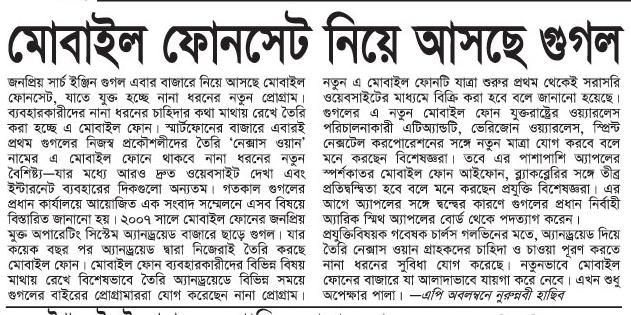 মোবাইল ফোনসেট নিয়ে আসছে গুগল
জনপ্রিয় সার্চ ইঞ্জিন গুগল এবার বাজারে নিয়ে আসছে মোবাইল
ফোনসেট, যাতে যুক্ত হচ্ছে নানা ধরনের নতুন প্রোগ্রাম।
ব্যবহারকারীদের নানা ধরনের চাহিদার কথা মাথায় রেখে তৈরি
করা হচ্ছে এ মোবাইল ফোন। স্মার্টফোনের বাজারে এবারই
প্রথম গুগলের নিজস্ব প্রকৌশলীদের তৈরি ‘নেক্সাস ওয়ান’
নামের এ মোবাইল ফোনে থাকবে নানা ধরনের নতুন
বৈশিষ্ট্য—যার মধ্যে আরও দ্রুত ওয়েবসাইট দেখা এবং
ইন্টারনেট ব্যবহারের দিকগুলো অন্যতম। গতকাল গুগলের
প্রধান কার্যালয়ে আয়োজিত এক সংবাদ সম্মেলনে এসব বিষয়ে
বিস্তারিত জানানো হয়। ২০০৭ সালে মোবাইল ফোনের জনপ্রিয়
মুক্ত অপারেটিং সিস্টেম অ্যানড্রয়েড বাজারে ছাড়ে গুগল। যার
কয়েক বছর পর অ্যানড্রয়েড দ্বারা নিজেরাই তৈরি করছে
মোবাইল ফোন। মোবাইল ফোন ব্যবহারকারীদের বিভিন্ন বিষয়
মাথায় রেখে বিশেষভাবে তৈরি অ্যানড্রয়েডে বিভিন্ন সময়ে
গুগলের বাইরের প্রোগ্রামাররা যোগ করেছেন নানা প্রোগ্রাম।
নতুন এ মোবাইল ফোনটি যাত্রা শুরুর প্রথম থেকেই সরাসরি
ওয়েবসাইটের মাধ্যমে বিক্রি করা হবে বলে জানানো হয়েছে।
গুগলের এ নতুন মোবাইল ফোন যুক্তরাষ্ট্রের ওয়্যারলেস
পরিচালনাকারী এটিঅ্যান্ডটি, ভেরিজোন ওয়্যারলেস, স্প্রিন্ট
নেক্সটেল করপোরেশনের সঙ্গে নতুন মাত্রা যোগ করবে বলে
মনে করছেন বিশেষজ্ঞরা। তবে এর পাশাপাশি অ্যাপলের
স্পর্শকাতর মোবাইল ফোন আইফোন, ব্ল্যাকবেরির সঙ্গে তীব্র
প্রতিদ্বন্দ্বিতা হবে বলে মনে করছেন প্রযুক্তি বিশেষজ্ঞরা। এর
আগে অ্যাপলের সঙ্গে দ্বন্দ্বের কারণে গুগলের প্রধান নির্বাহী
অ্যারিক স্মিথ অ্যাপলের বোর্ড থেকে পদত্যাগ করেন।
প্রযুক্তিবিষয়ক গবেষক চার্লস গলভিনের মতে, অ্যানড্রয়েড দিয়ে
তৈরি নেক্সাস ওয়ান গ্রাহকদের চাহিদা ও চাওয়া পূরণ করতে
নানা ধরনের সুবিধা যোগ করেছে। নতুনভাবে মোবাইল
ফোনের বাজারে যা আলাদাভাবে যায়গা করে নেবে। এখন শুধু
অপেক্ষার পালা। —এপি অবলম্বনে নুরুন্নবী হাছিব